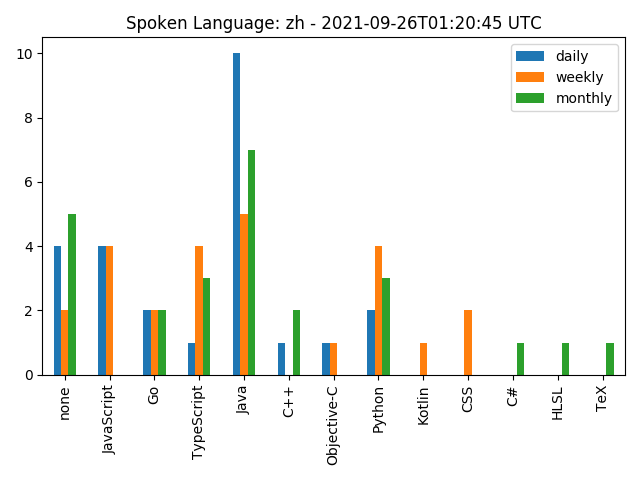 Spoken Language: zh - 2021-09-26T01:20:45 UTC
daily
weekly
monthly
10
8
6
4
2
0
none
JavaScript
Go
TypeScript
Java
C++
Objective-C
Python
Kotlin
CSS
C#
HLSL
TeX